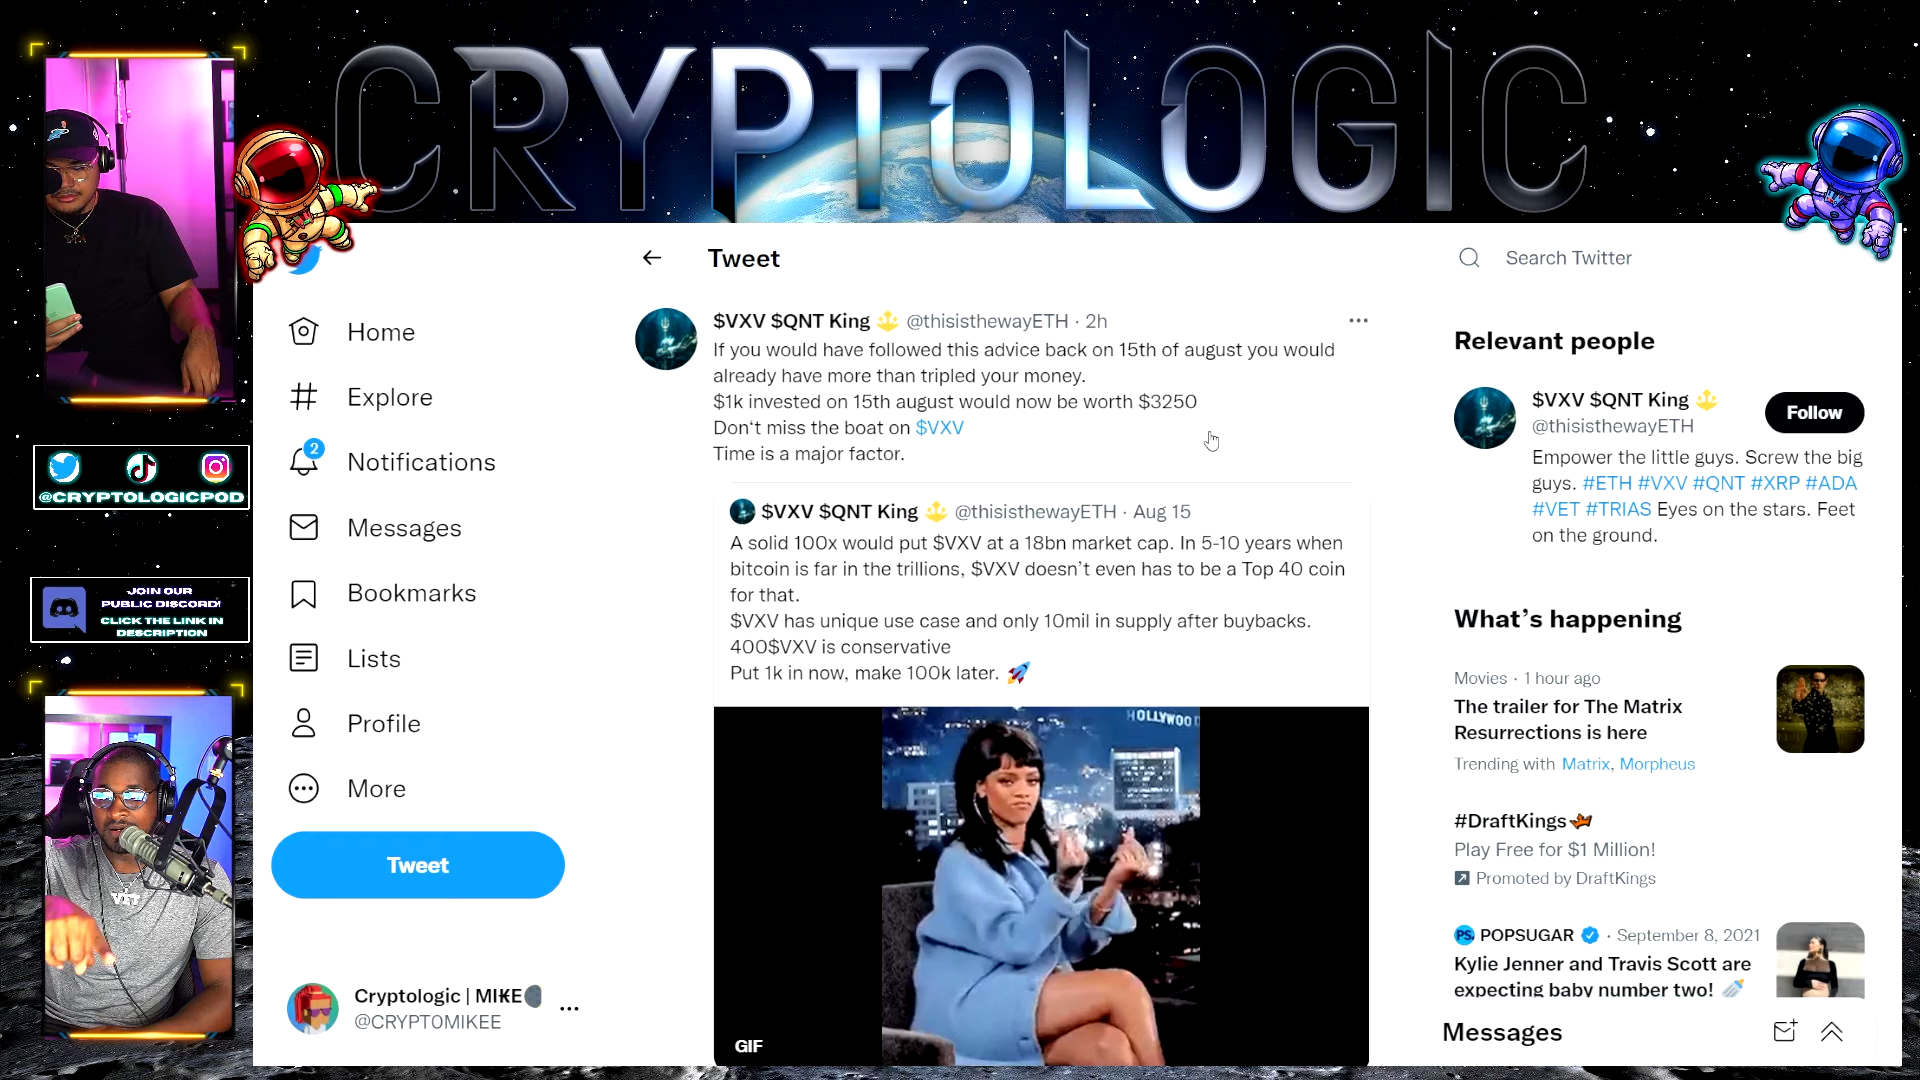 CRYPTOLOGIC
@CRYPTOLOGICPOD
JOIN OUR
PUBLIC DISCORD!
CLICK THE LINK IN
DESCRIPTION
VET
Home
Explore
2
Notifications
Messages
Bookmarks
Lists
Profile
More
Tweet
Cryptologic | MIKE
@CRYPT0MIKEE
Tweet
$VXV $QNT King @thisisthewayETH · 2h
If you would have followed this advice back on 15th of august you would
already have more than tripled your money.
$1k invested on 15th august would now be worth $3250
Don't miss the boat on $VXV
Time is a major factor.
$VXV $QNT King @thisisthewayETH · Aug 15
A solid 100x would put $VXV at a 18bn market cap. In 5-10 years when
bitcoin is far in the trillions, $VXV doesn't even has to be a Top 40 coin
for that.
$VXV has unique use case and only 10mil in supply after buybacks.
400$VXV is conservative
Put 1k in now, make 100k later. 🚀
HOLLYWOO
GIF
Search Twitter
Relevant people
$VXV $QNT King
@thisisthewayETH
Follow
Empower the little guys. Screw the big
guys. #ETH #VXV #QNT #XRP #ADA
#VET #TRIAS Eyes on the stars. Feet
on the ground.
What's happening
Movies · 1 hour ago
The trailer for The Matrix
Resurrections is here
Trending with Matrix, Morpheus
#DraftKings
Play Free for $1 Million!
Promoted by DraftKings
PS. POPSUGAR · September 8, 2021
Kylie Jenner and Travis Scott are
expecting baby number two! 🍼
Messages